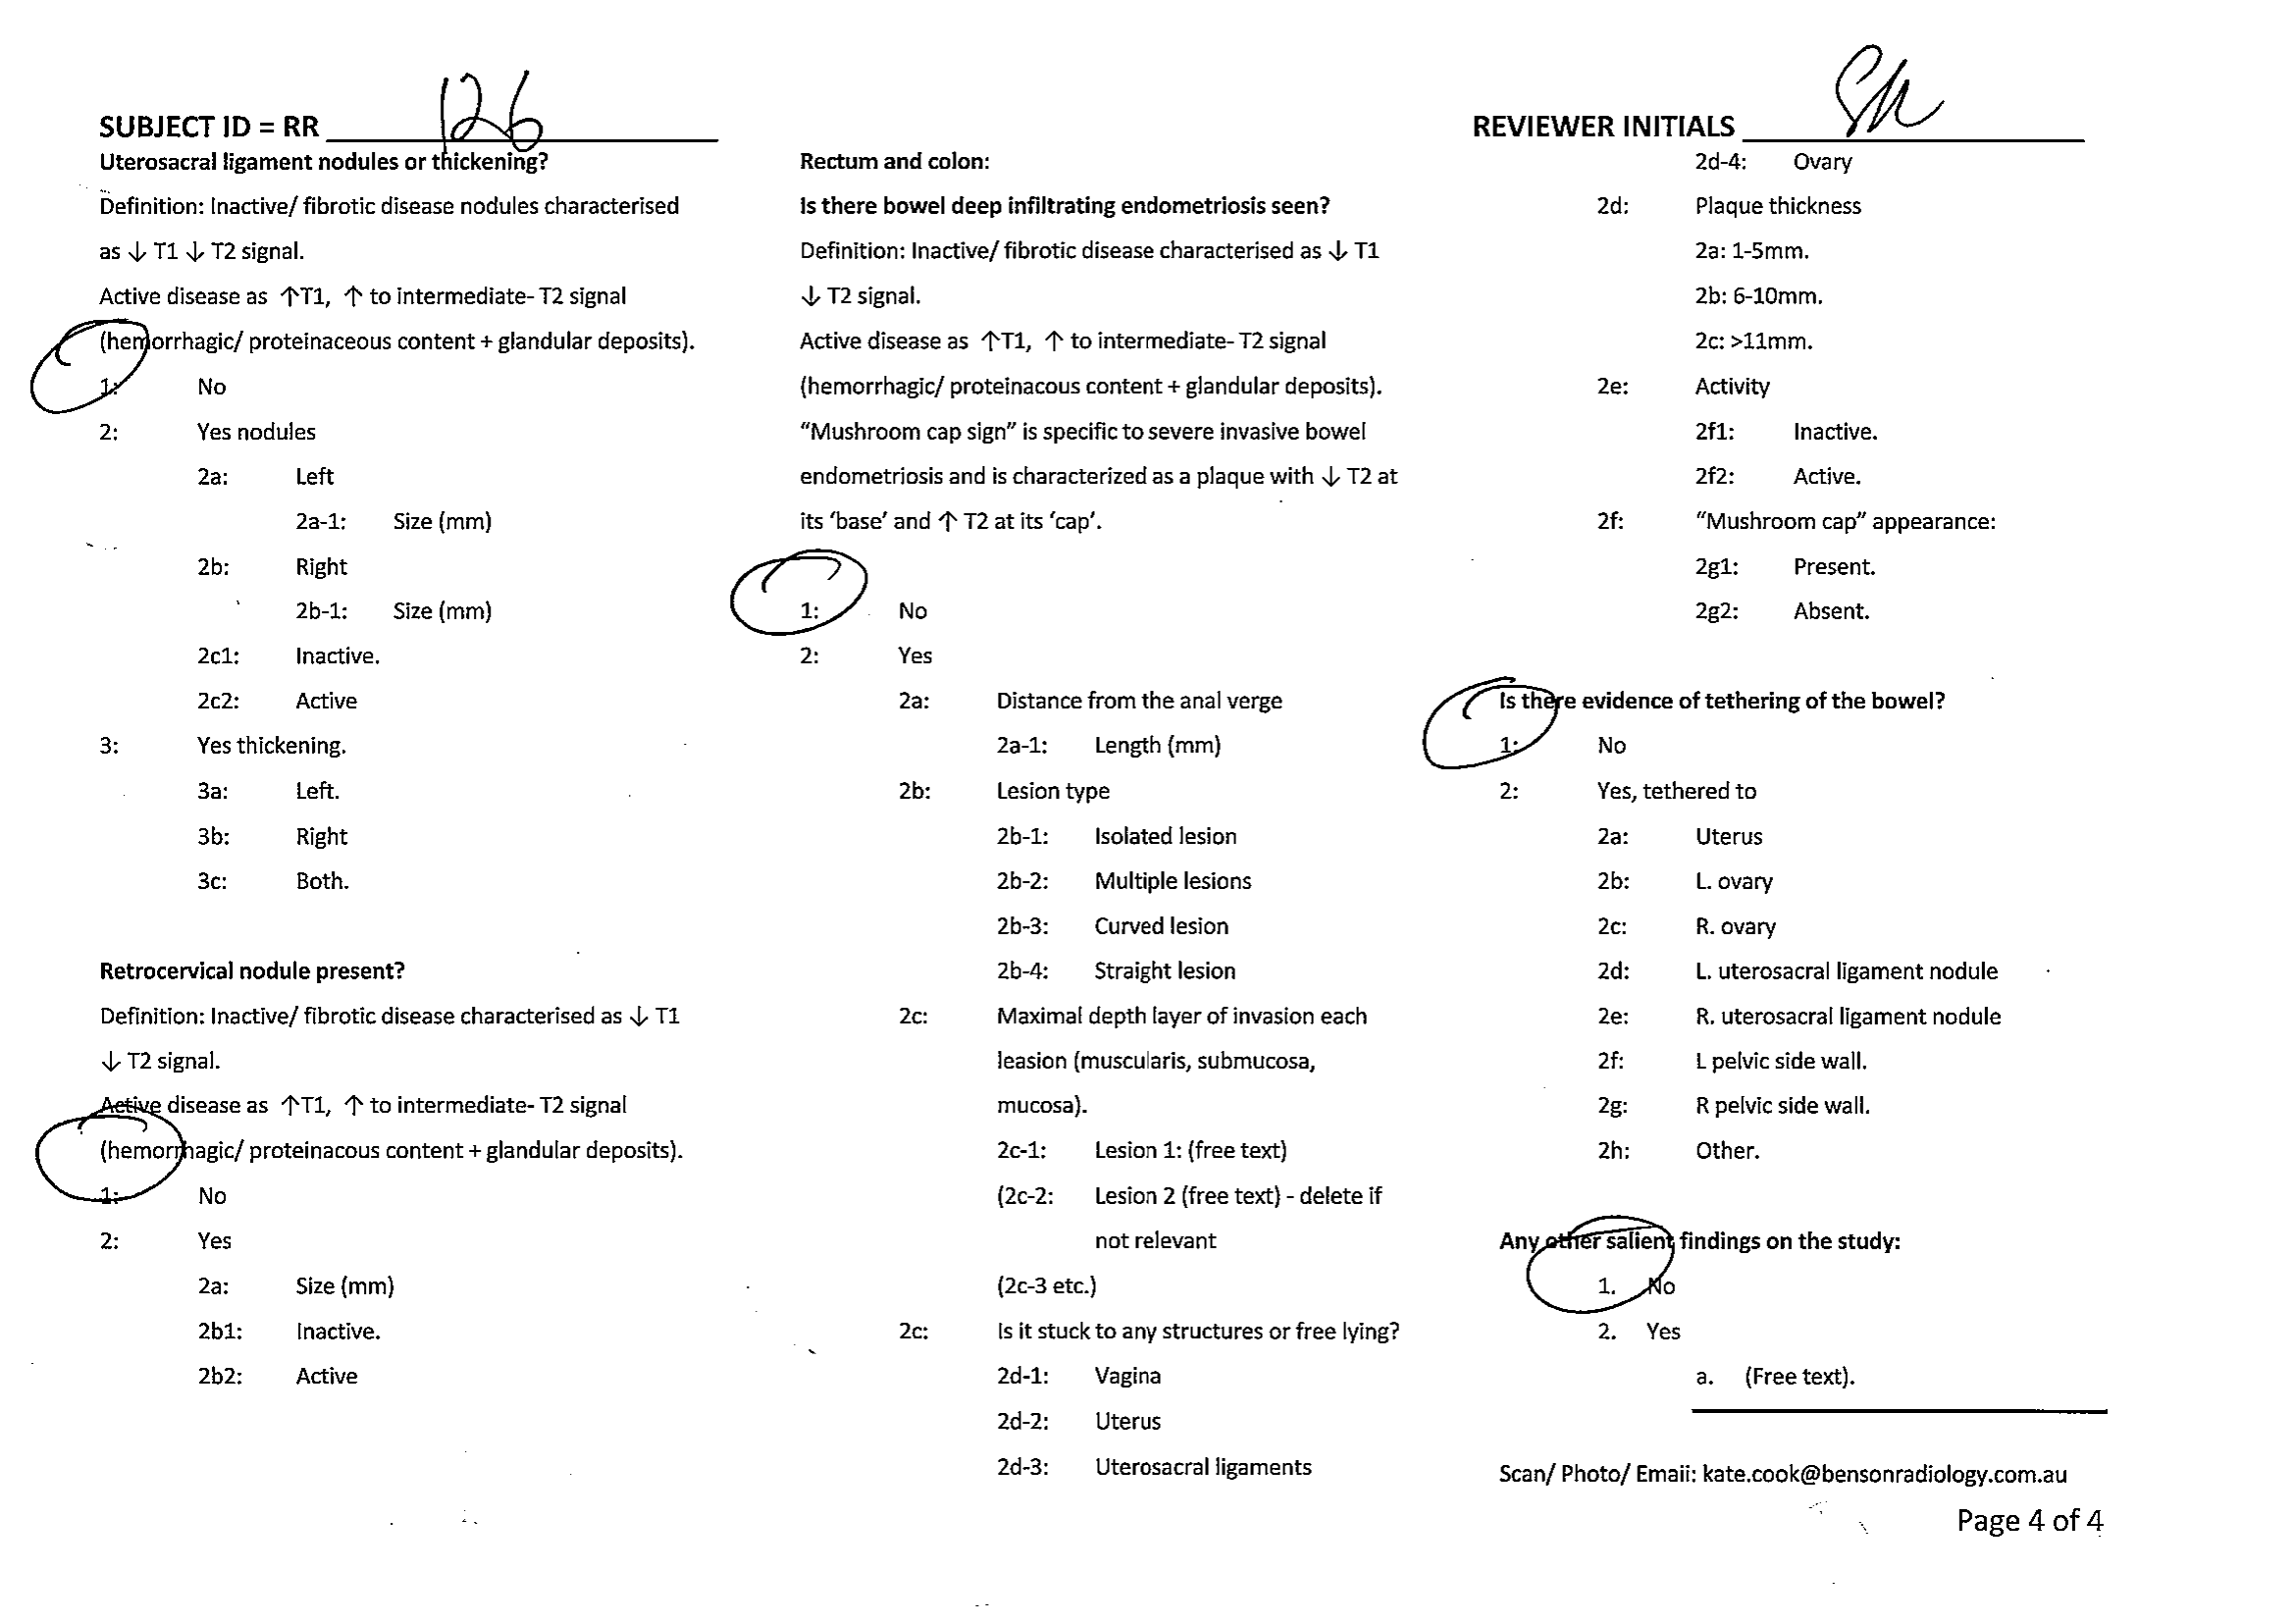 SUBJECT ID = RR 126
REVIEWER INITIALS
Uterosacral ligament nodules or thickening?
Definition: Inactive/ fibrotic disease nodules characterised
as ↓ T1 ↓ T2 signal.
Active disease as ↑T1, ↑ to intermediate- T2 signal
(hemorrhagic/ proteinaceous content + glandular deposits).
1: No
2: Yes nodules
2a: Left
2a-1: Size (mm)
2b: Right
2b-1: Size (mm)
2c1: Inactive.
2c2: Active
3: Yes thickening.
3a: Left.
3b: Right
3c: Both.
Retrocervical nodule present?
Definition: Inactive/ fibrotic disease characterised as ↓ T1
↓ T2 signal.
Active disease as ↑T1, ↑ to intermediate- T2 signal
(hemorrhagic/ proteinacous content + glandular deposits).
1: No
2: Yes
2a: Size (mm)
2b1: Inactive.
2b2: Active
Rectum and colon:
Is there bowel deep infiltrating endometriosis seen?
Definition: Inactive/ fibrotic disease characterised as ↓ T1
↓ T2 signal.
Active disease as ↑T1, ↑ to intermediate- T2 signal
(hemorrhagic/ proteinacous content + glandular deposits).
“Mushroom cap sign” is specific to severe invasive bowel
endometriosis and is characterized as a plaque with ↓ T2 at
its ‘base’ and ↑ T2 at its ‘cap’.
1: No
2: Yes
2a: Distance from the anal verge
2a-1: Length (mm)
2b: Lesion type
2b-1: Isolated lesion
2b-2: Multiple lesions
2b-3: Curved lesion
2b-4: Straight lesion
2c: Maximal depth layer of invasion each
leasion (muscularis, submucosa,
mucosa).
2c-1: Lesion 1: (free text)
(2c-2: Lesion 2 (free text) - delete if
not relevant
(2c-3 etc.)
2c: Is it stuck to any structures or free lying?
2d-1: Vagina
2d-2: Uterus
2d-3: Uterosacral ligaments
2d-4: Ovary
2d: Plaque thickness
2a: 1-5mm.
2b: 6-10mm.
2c: >11mm.
2e: Activity
2f1: Inactive.
2f2: Active.
2f: “Mushroom cap” appearance:
2g1: Present.
2g2: Absent.
Is there evidence of tethering of the bowel?
1: No
2: Yes, tethered to
2a: Uterus
2b: L. ovary
2c: R. ovary
2d: L. uterosacral ligament nodule
2e: R. uterosacral ligament nodule
2f: L pelvic side wall.
2g: R pelvic side wall.
2h: Other.
Any other salient findings on the study:
1. No
2. Yes
a. (Free text).
Scan/ Photo/ Email: kate.cook@bensonradiology.com.au
Page 4 of 4